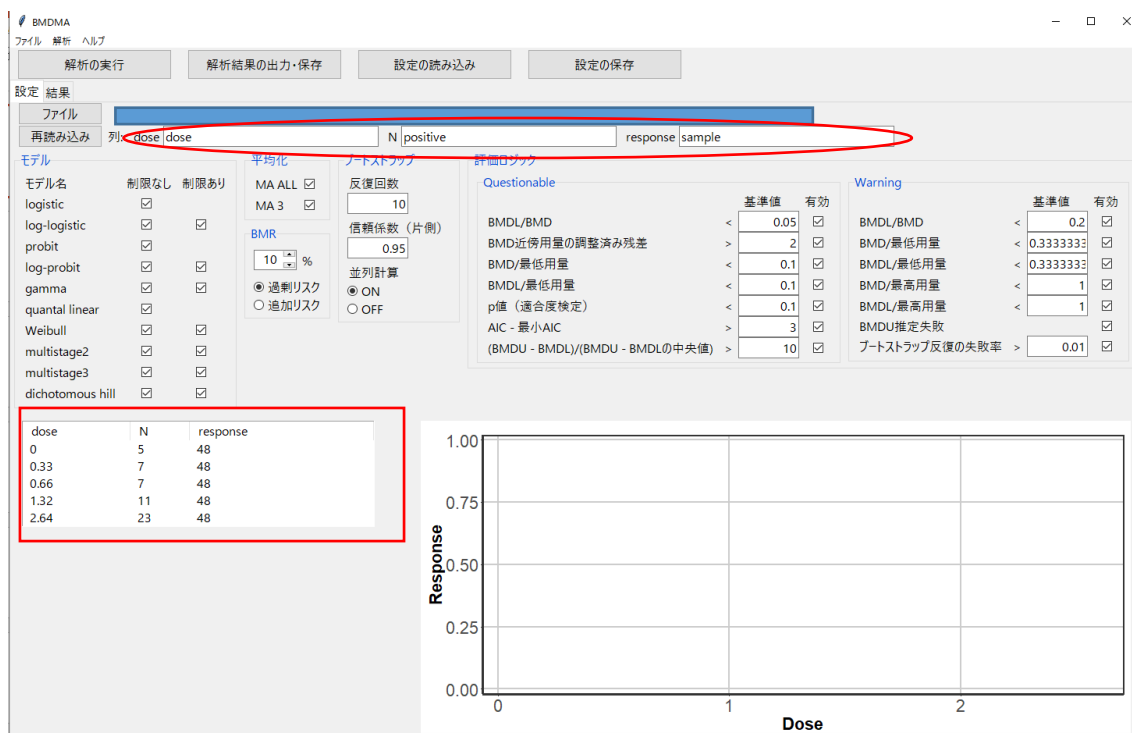 BMDMA
ファイル 解析 ヘルプ
解析の実行 解析結果の出力・保存 設定の読み込み 設定の保存
設定 結果
ファイル
再読み込み 列: dose dose N positive response sample
モデル 平均化 ブートストラップ 評価ロジック
モデル名 制限なし 制限あり MA ALL 反復回数 Questionable Warning
基準値 有効 基準値 有効
logistic MA 3 10
log-logistic BMR 信頼係数（片側） BMDL/BMD < 0.05 BMDL/BMD < 0.2
probit 0.95 BMD近傍用量の調整済み残差 > 2 BMD/最低用量 < 0.3333333
log-probit 10 % 並列計算 BMD/最低用量 < 0.1 BMDL/最低用量 < 0.3333333
gamma 過剰リスク ON BMDL/最低用量 < 0.1 BMD/最高用量 < 1
quantal linear 追加リスク OFF p値（適合度検定） < 0.1 BMDL/最高用量 < 1
Weibull AIC - 最小AIC > 3 BMDU推定失敗
multistage2 (BMDU - BMDL)/(BMDU - BMDLの中央値) > 10 ブートストラップ反復の失敗率 > 0.01
multistage3
dichotomous hill
dose N response
0 5 48
0.33 7 48
0.66 7 48
1.32 11 48
2.64 23 48
1.00
0.75
0.50
0.25
0.00
Response
0 1 2
Dose